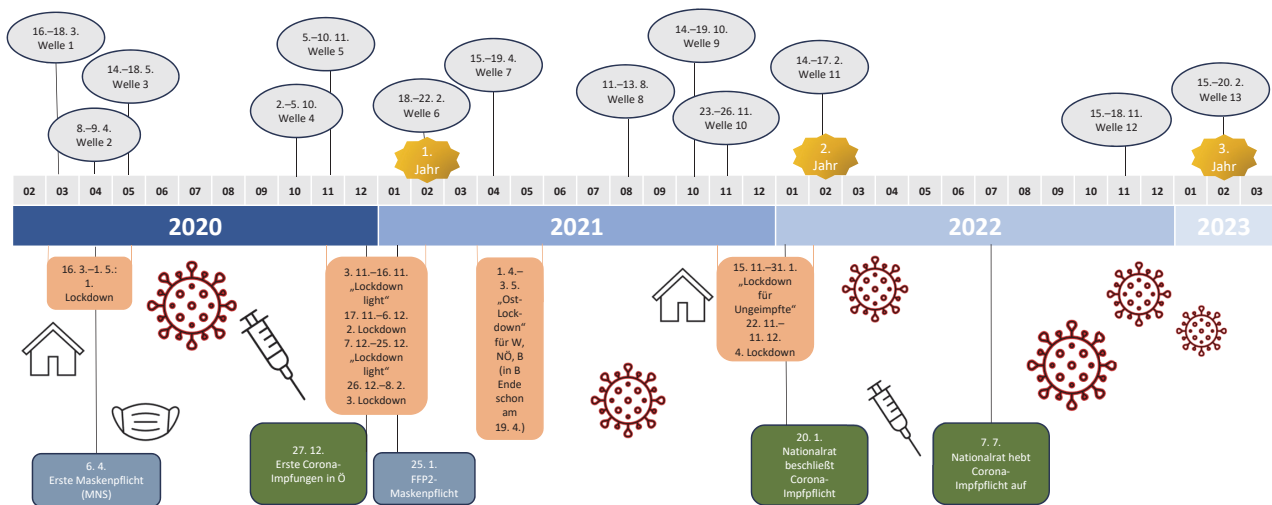 16.–18. 3.
Welle 1
14.–18. 5.
Welle 3
8.–9. 4.
Welle 2
5.–10. 11.
Welle 5
2.–5. 10.
Welle 4
18.–22. 2.
Welle 6
15.–19. 4.
Welle 7
11.–13. 8.
Welle 8
14.–19. 10.
Welle 9
23.–26. 11.
Welle 10
14.–17. 2.
Welle 11
15.–18. 11.
Welle 12
15.–20. 2.
Welle 13
1.
Jahr
2.
Jahr
3.
Jahr
02 03 04 05 06 07 08 09 10 11 12 01 02 03 04 05 06 07 08 09 10 11 12 01 02 03 04 05 06 07 08 09 10 11 12 01 02 03
2020 2021 2022 2023
16. 3.–1. 5.:
1.
Lockdown
3. 11.–16. 11.
„Lockdown
light“
17. 11.–6. 12.
2. Lockdown
7. 12.–25. 12.
„Lockdown
light“
26. 12.–8. 2.
3. Lockdown
1. 4.–
3. 5.
„Ost-
Lock-
down“
für W,
NÖ, B
(in B
Ende
schon
am
19. 4.)
15. 11.–31. 1.
„Lockdown
für
Ungeimpfte“
22. 11.–
11. 12.
4. Lockdown
6. 4.
Erste Maskenpflicht
(MNS)
27. 12.
Erste Corona-
Impfungen in Ö
25. 1.
FFP2-
Maskenpflicht
20. 1.
Nationalrat
beschließt
Corona-
Impfpflicht
7. 7.
Nationalrat hebt
Corona-
Impfpflicht auf